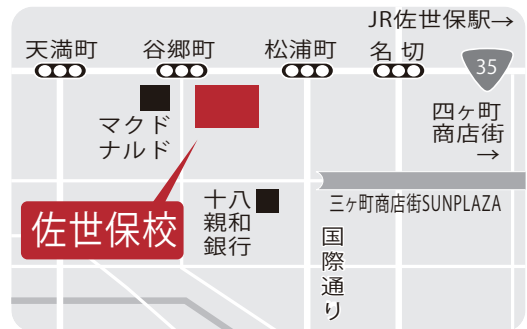 JR佐世保駅→
天満町
谷郷町
松浦町
名切
35
マクド
ナルド
四ヶ町
商店街
→
佐世保校
十八
親和
銀行
三ヶ町商店街SUNPLAZA
国際通り